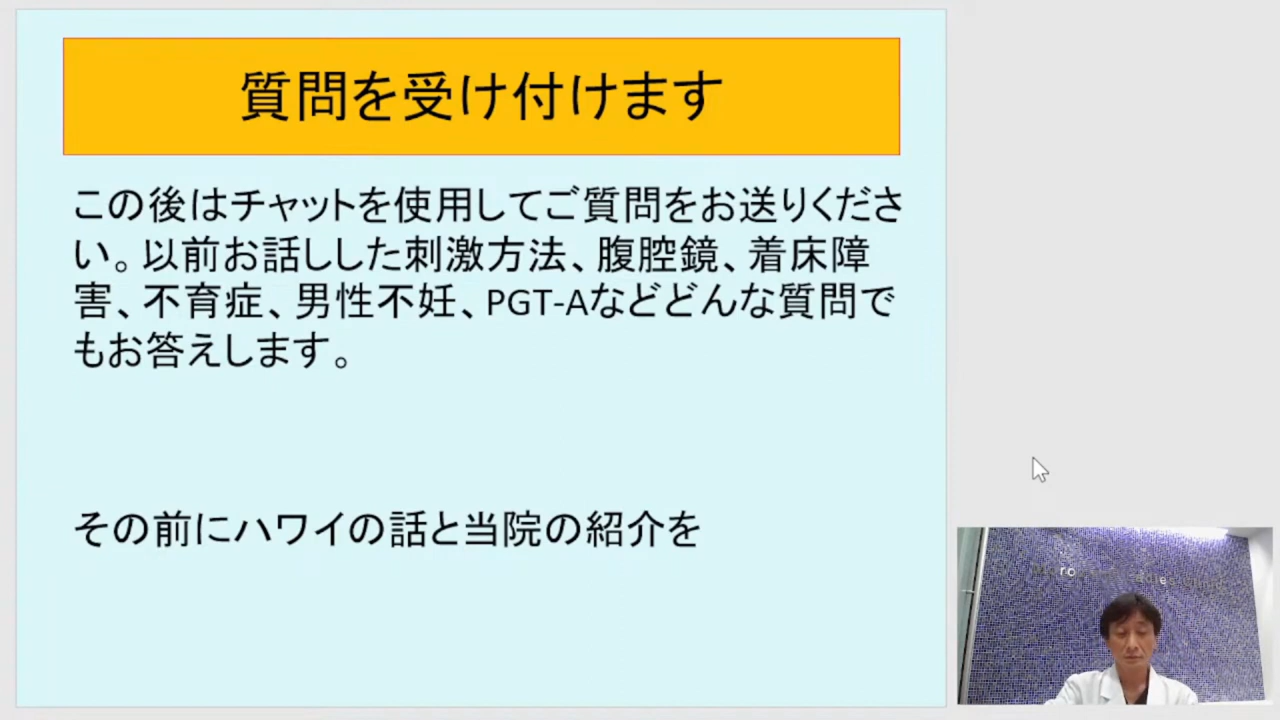 質問を受け付けます
この後はチャットを使用してご質問をお送りくださ
い。以前お話しした刺激方法、腹腔鏡、着床障
害、不育症、男性不妊、PGT-Aなどどんな質問で
もお答えします。
その前にハワイの話と当院の紹介を